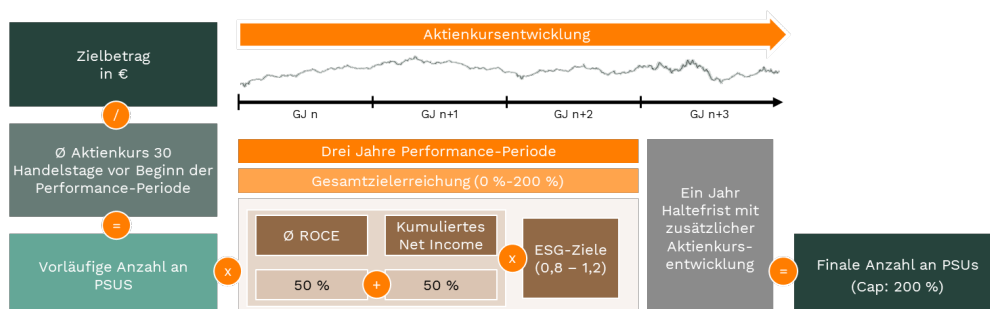 Zielbetrag
in €
/
Ø Aktienkurs 30
Handelstage vor Beginn der
Performance-Periode
=
Vorläufige Anzahl an
PSUS
x
Aktienkursentwicklung
GJ n
GJ n+1
GJ n+2
GJ n+3
Drei Jahre Performance-Periode
Gesamtzielerreichung (0 %-200 %)
Ø ROCE
Kumuliertes
Net Income
50 %
+
50 %
x
ESG-Ziele
(0,8 – 1,2)
Ein Jahr
Haltefrist mit
zusätzlicher
Aktienkurs-
entwicklung
=
Finale Anzahl an PSUs
(Cap: 200 %)